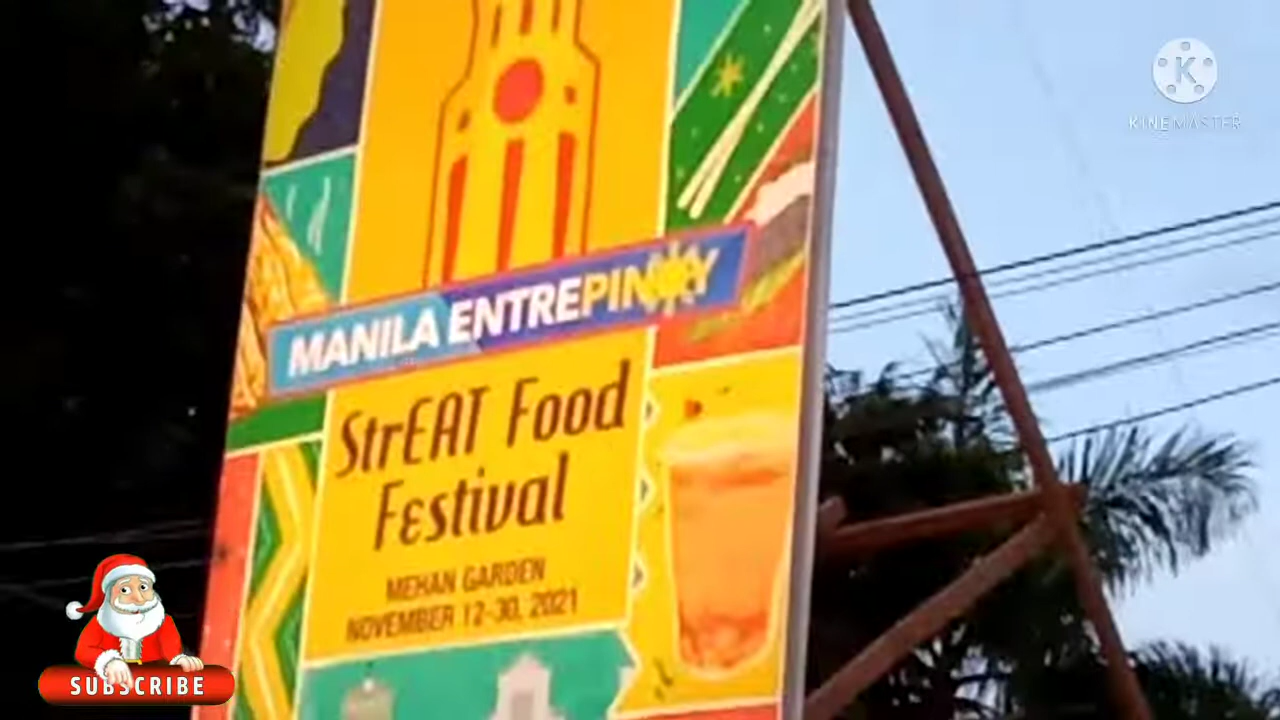 K
KINEMASTER
MANILA ENTREPINOY
StrEAT Food
Festival
MEHAN GARDEN
NOVEMBER 12-30, 2021
SUBSCRIBE